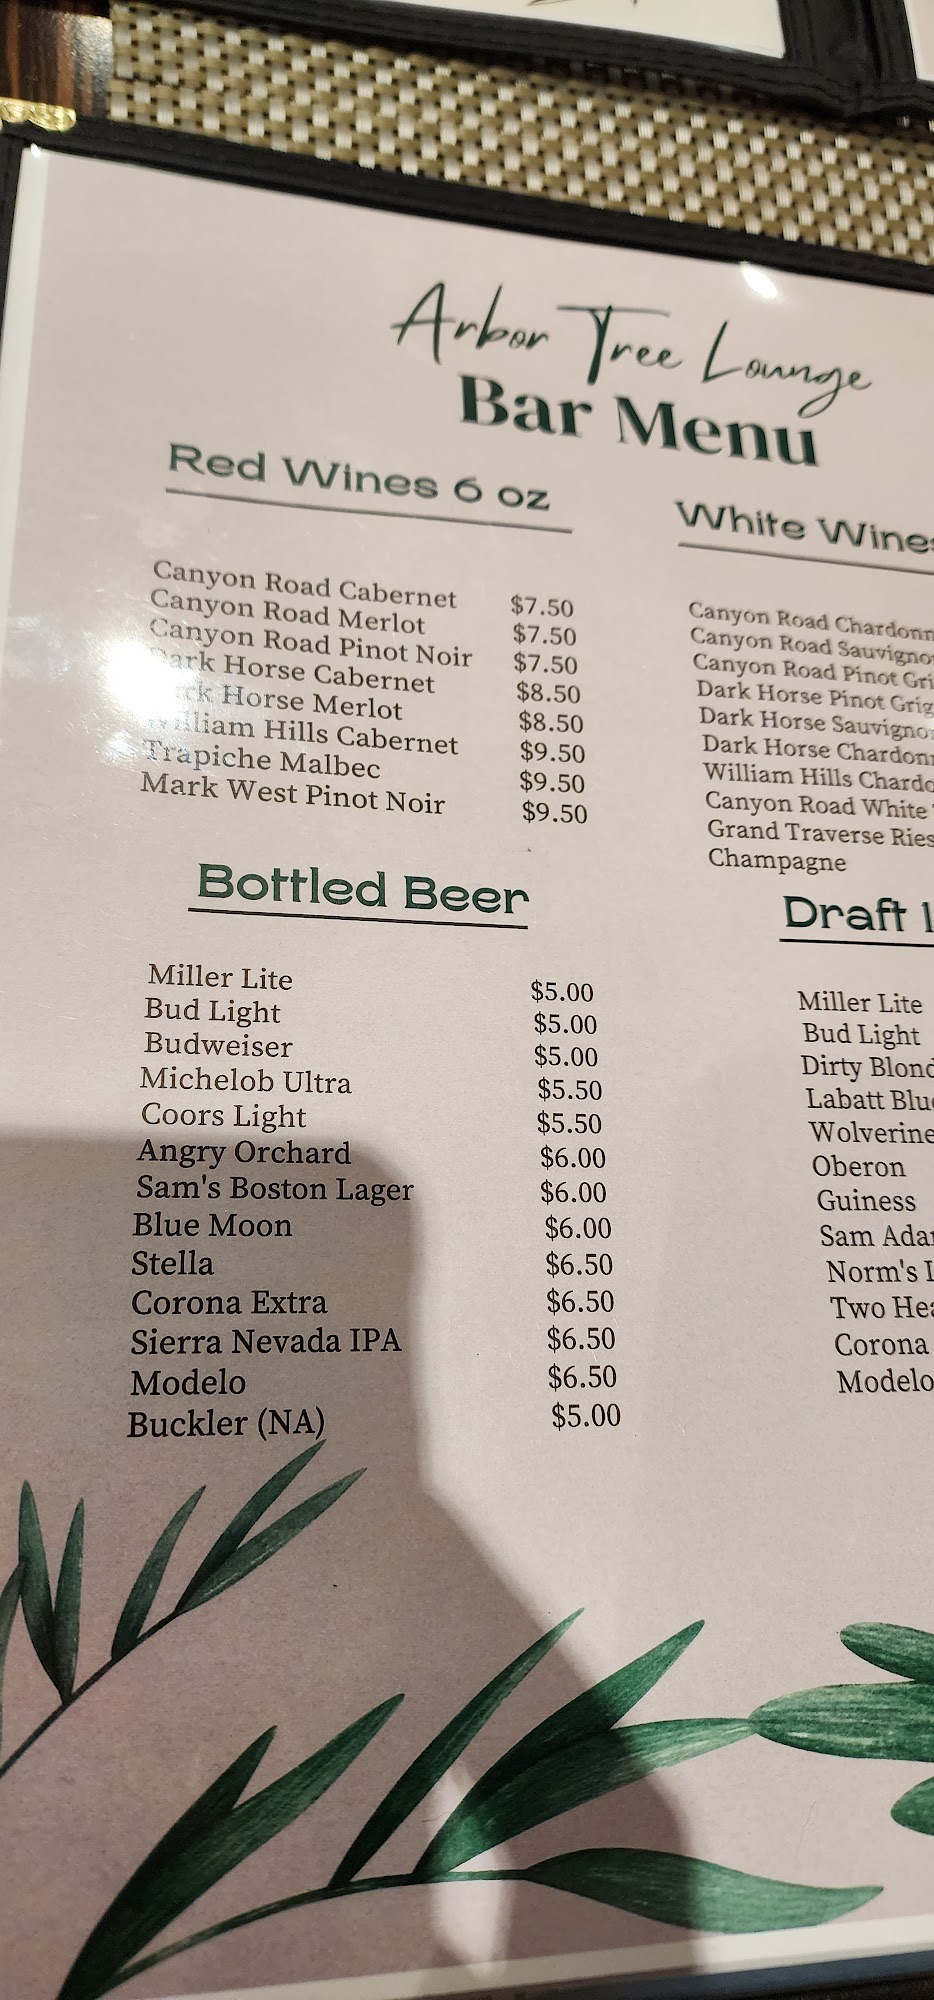 Arbor Tree Lounge
Bar Menu
Red Wines 6 oz
Canyon Road Cabernet $7.50
Canyon Road Merlot $7.50
Canyon Road Pinot Noir $7.50
Dark Horse Cabernet $8.50
Dark Horse Merlot $8.50
William Hills Cabernet $9.50
Trapiche Malbec $9.50
Mark West Pinot Noir $9.50
White Wines
Canyon Road
Canyon Road
Canyon Road Pinot
Dark Horse Pinot
Dark Horse
Dark Horse
William Hills
Canyon Road White
Grand Traverse
Champagne
Bottled Beer
Miller Lite $5.00
Bud Light $5.00
Budweiser $5.00
Michelob Ultra $5.50
Coors Light $5.50
Angry Orchard $6.00
Sam's Boston Lager $6.00
Blue Moon $6.00
Stella $6.50
Corona Extra $6.50
Sierra Nevada IPA $6.50
Modelo $6.50
Buckler (NA) $5.00
Draft
Miller Lite
Bud Light
Dirty
Labatt
Wolverine
Oberon
Guiness
Sam
Norm's
Two
Corona
Modelo